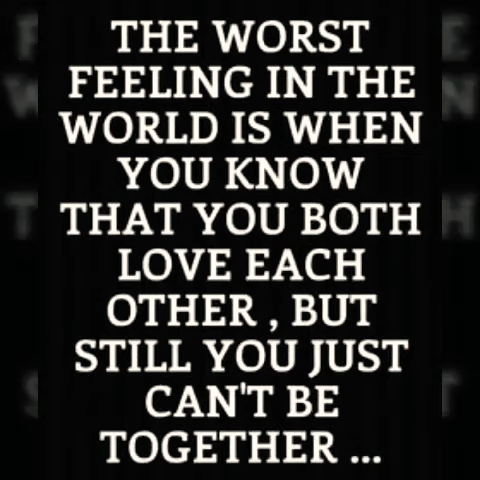 THE WORST
FEELING IN THE
WORLD IS WHEN
YOU KNOW
THAT YOU BOTH
LOVE EACH
OTHER , BUT
STILL YOU JUST
CAN'T BE
TOGETHER ...